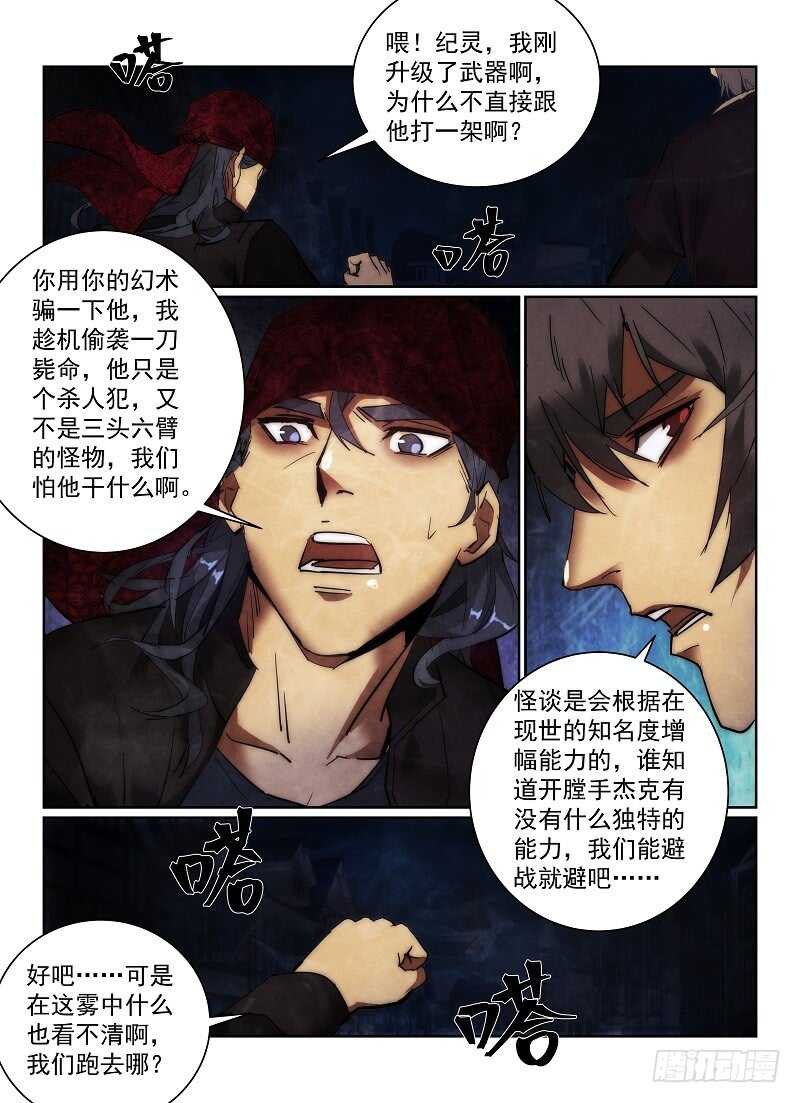 嗒
喂！纪灵，我刚
升级了武器啊，
为什么不直接跟
他打一架啊？
嗒
你用你的幻术
骗一下他，我
趁机偷袭一刀
毙命，他只是
个杀人犯，又
不是三头六臂
的怪物，我们
怕他干什么啊。
怪谈是会根据在
现世的知名度增
幅能力的，谁知
道开膛手杰克有
没有什么独特的
能力，我们能避
战就避吧……
嗒
好吧……可是
在这雾中什么
也看不清啊，
我们跑去哪？
嗒
腾讯动漫